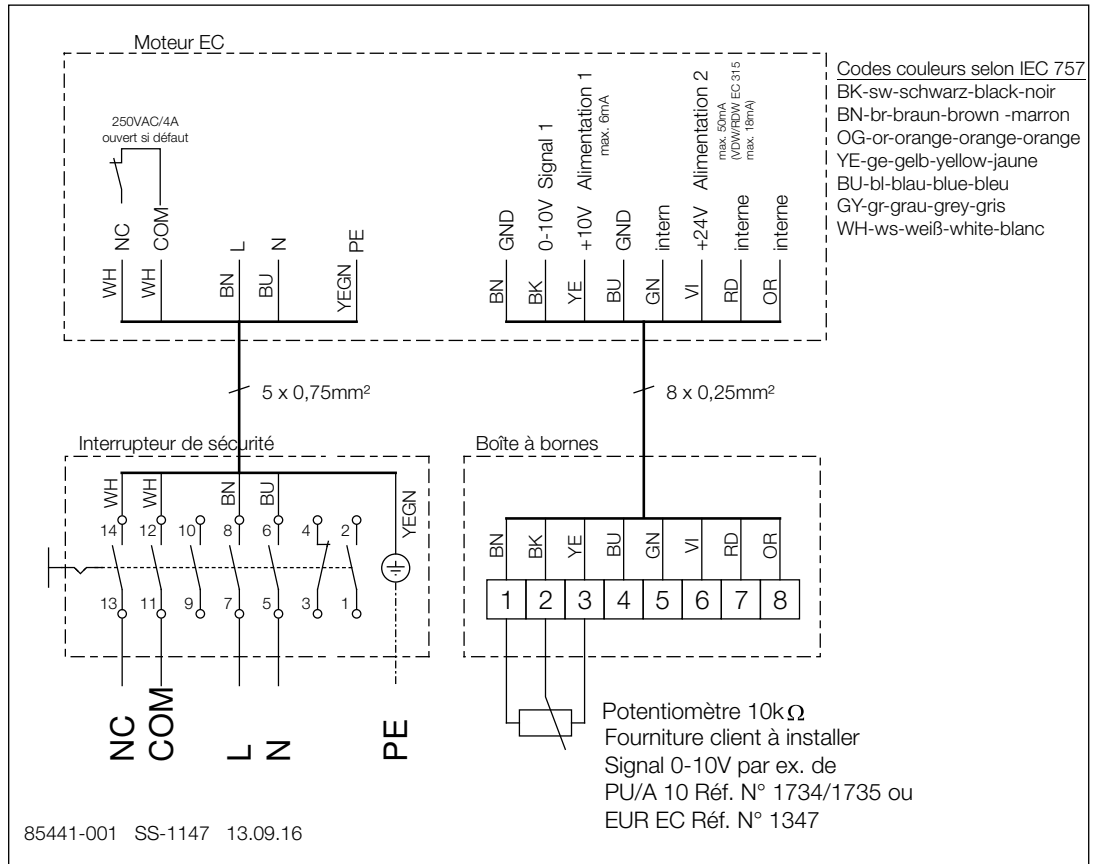 Moteur EC
250VAC/4A
ouvert si défaut
NC
COM
L
N
PE
WH
WH
BN
BU
YEGN
GND
0-10V Signal 1
+10V Alimentation 1
max. 6mA
GND
intern
+24V Alimentation 2
max. 50mA
(VDW/RDW EC 315
max. 18mA)
interne
interne
BN
BK
YE
BU
GN
VI
RD
OR
Codes couleurs selon IEC 757
BK-sw-schwarz-black-noir
BN-br-braun-brown -marron
OG-or-orange-orange-orange
YE-ge-gelb-yellow-jaune
BU-bl-blau-blue-bleu
GY-gr-grau-grey-gris
WH-ws-weiß-white-blanc
5 x 0,75mm²
8 x 0,25mm²
Interrupteur de sécurité
WH
WH
BN
BU
YEGN
14
12
10
8
6
4
2
13
11
9
7
5
3
1
NC
COM
L
N
PE
Boîte à bornes
BN
BK
YE
BU
GN
VI
RD
OR
1
2
3
4
5
6
7
8
Potentiomètre 10kΩ
Fourniture client à installer
Signal 0-10V par ex. de
PU/A 10 Réf. N° 1734/1735 ou
EUR EC Réf. N° 1347
85441-001 SS-1147 13.09.16